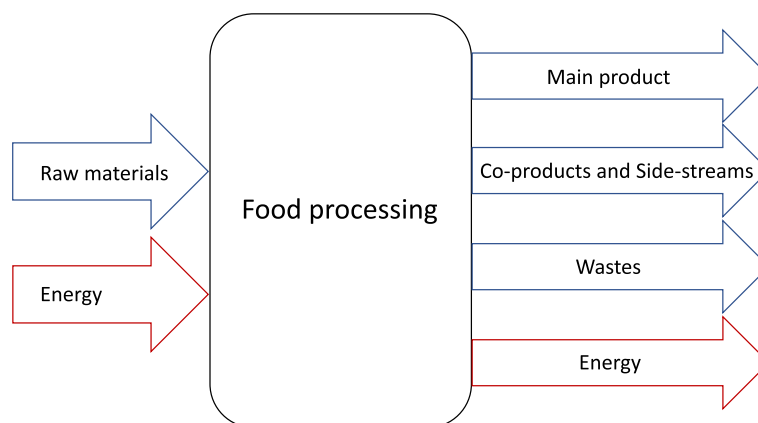 Raw materials
Energy
Food processing
Main product
Co-products and Side-streams
Wastes
Energy